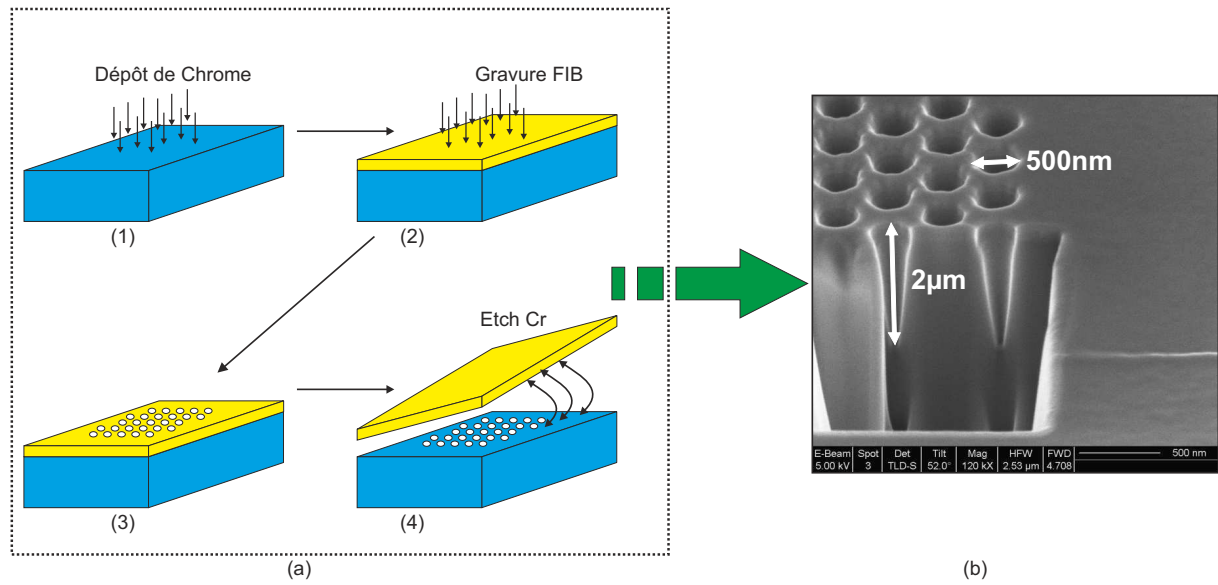 Dépôt de Chrome
Gravure FIB
(1)
(2)
Etch Cr
(3)
(4)
(a)
500nm
2µm
E-Beam Spot Det Tilt Mag HFW FWD
5.00 kV 3 TLD-S 52.0° 120 kX 2.53 µm 4.708 500 nm
(b)